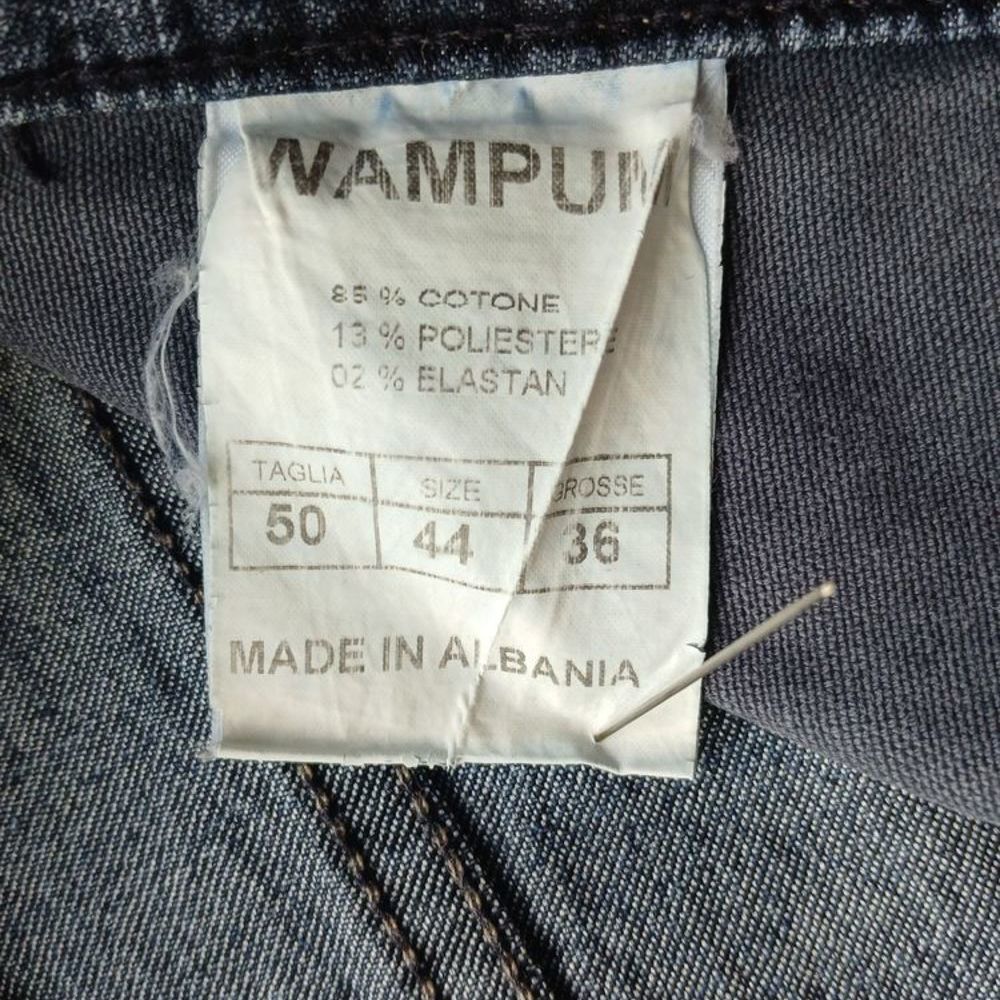 WAMPUM
85 % COTONE
13 % POLIESTERE
02 % ELASTAN
TAGLIA SIZE GROSSE
50 44 36
MADE IN ALBANIA